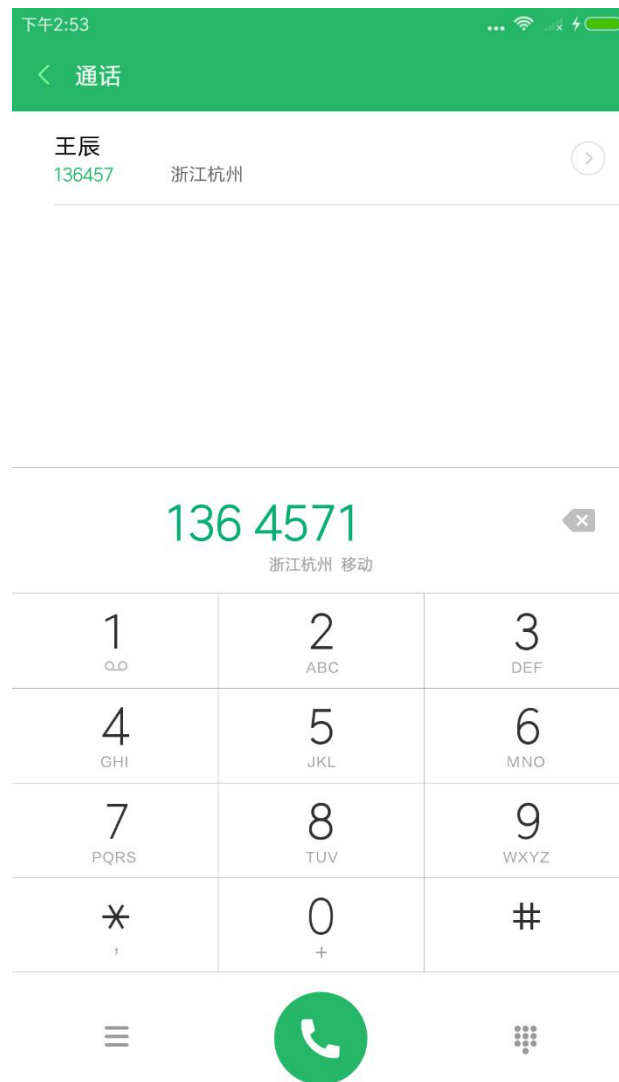 下午2:53
通话
王辰
136457 浙江杭州
136 4571
浙江杭州 移动
1 2 3
ABC DEF
4 5 6
GHI JKL MNO
7 8 9
PQRS TUV WXYZ
* 0 #
, +